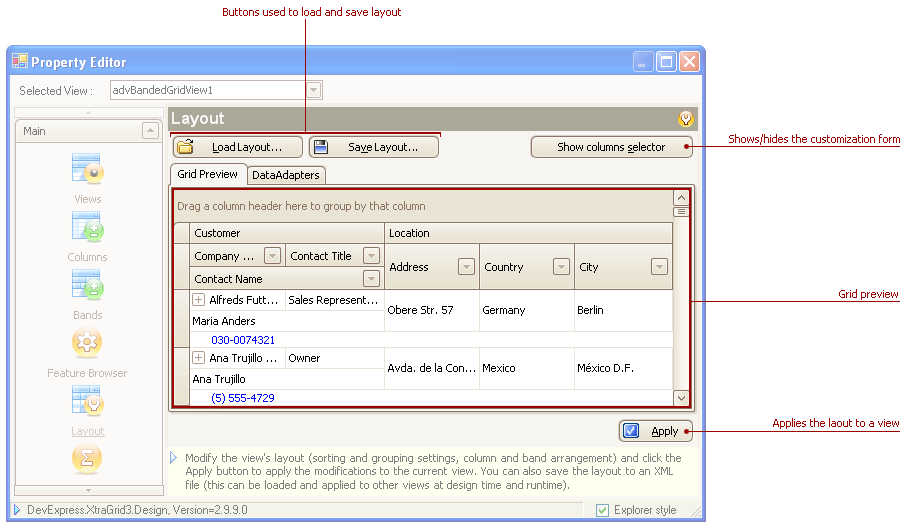 Buttons used to load and save layout
Property Editor
Selected View :
advBandedGridView1
Main
Views
Columns
Bands
Feature Browser
Layout
Layout
Load Layout...
Save Layout...
Show columns selector
Shows/hides the customization form
Grid Preview
DataAdapters
Drag a column header here to group by that column
Customer
Location
Company ...
Contact Title
Address
Country
City
Contact Name
Alfreds Futt...
Sales Represent...
Obere Str. 57
Germany
Berlin
Maria Anders
030-0074321
Grid preview
Ana Trujillo ...
Owner
Avda. de la Con...
Mexico
México D.F.
Ana Trujillo
(5) 555-4729
Apply
Applies the laout to a view
Modify the view's layout (sorting and grouping settings, column and band arrangement) and click the
Apply button to apply the modifications to the current view. You can also save the layout to an XML
file (this can be loaded and applied to other views at design time and runtime).
DevExpress.XtraGrid3.Design, Version=2.9.9.0
Explorer style